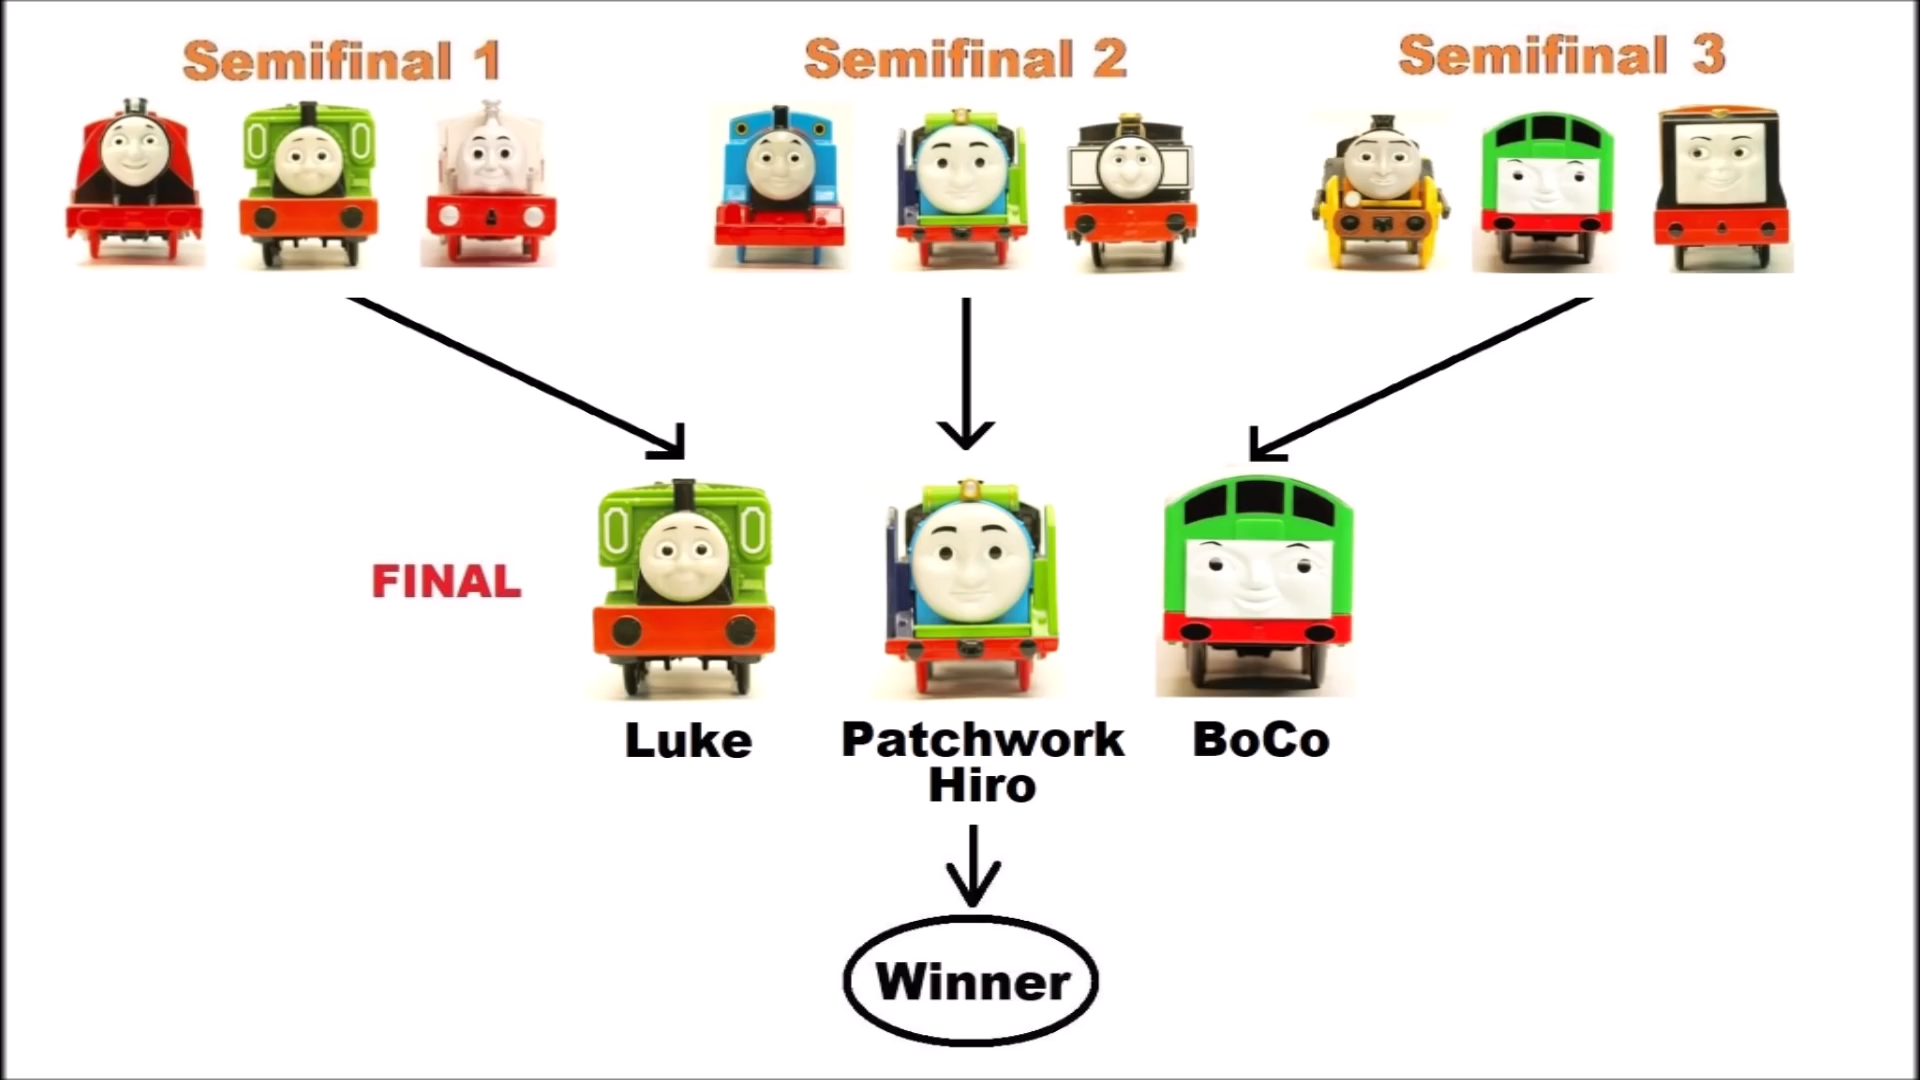 Semifinal 1
Semifinal 2
Semifinal 3
FINAL
Luke
Patchwork
Hiro
BoCo
Winner